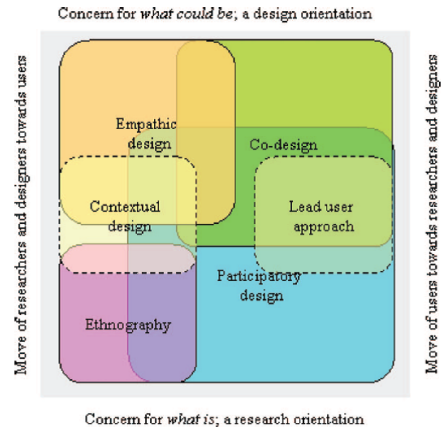 Concern for what could be; a design orientation
Move of researchers and designers towards users
Empathic
design
Co-design
Contextual
design
Lead user
approach
Participatory
design
Ethnography
Move of users towards researchers and designers
Concern for what is; a research orientation